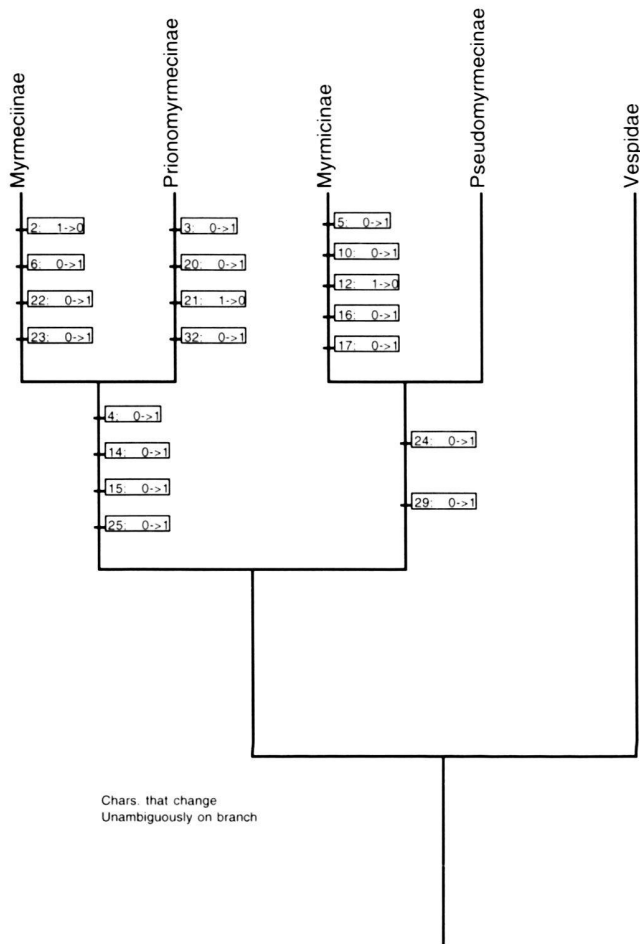 Myrmeciinae
Prionomyrmecinae
Myrmicinae
Pseudomyrmecinae
Vespidae
2: 1->0
6: 0->1
22: 0->1
23: 0->1
3: 0->1
20: 0->1
21: 1->0
32: 0->1
5: 0->1
10: 0->1
12: 1->0
16: 0->1
17: 0->1
4: 0->1
14: 0->1
15: 0->1
25: 0->1
24: 0->1
29: 0->1
Chars. that change
Unambiguously on branch